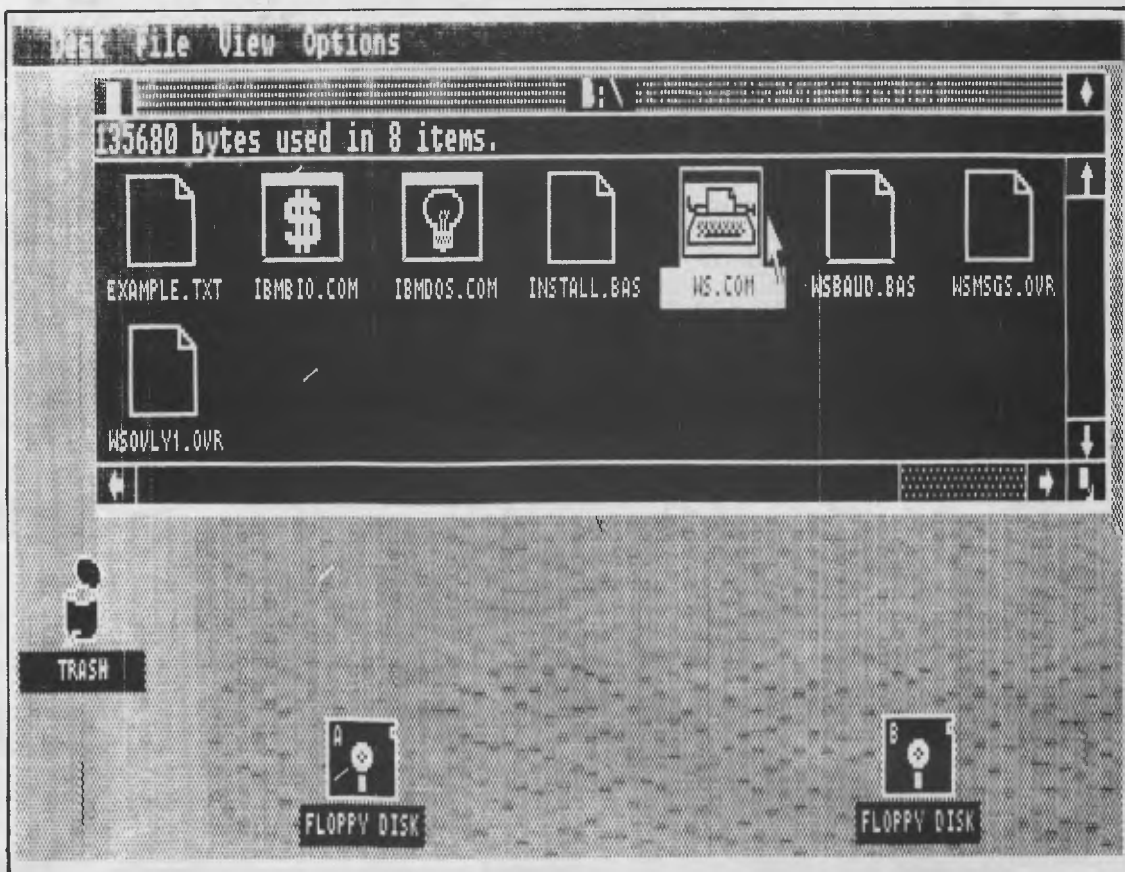 Desk File View Options
B:\
135680 bytes used in 8 items.
EXAMPLE.TXT IBMBIO.COM IBMDOS.COM INSTALL.BAS WS.COM WSBAUD.BAS WSMSGS.OVR
WSOVLY1.OVR
TRASH
A B
FLOPPY DISK FLOPPY DISK